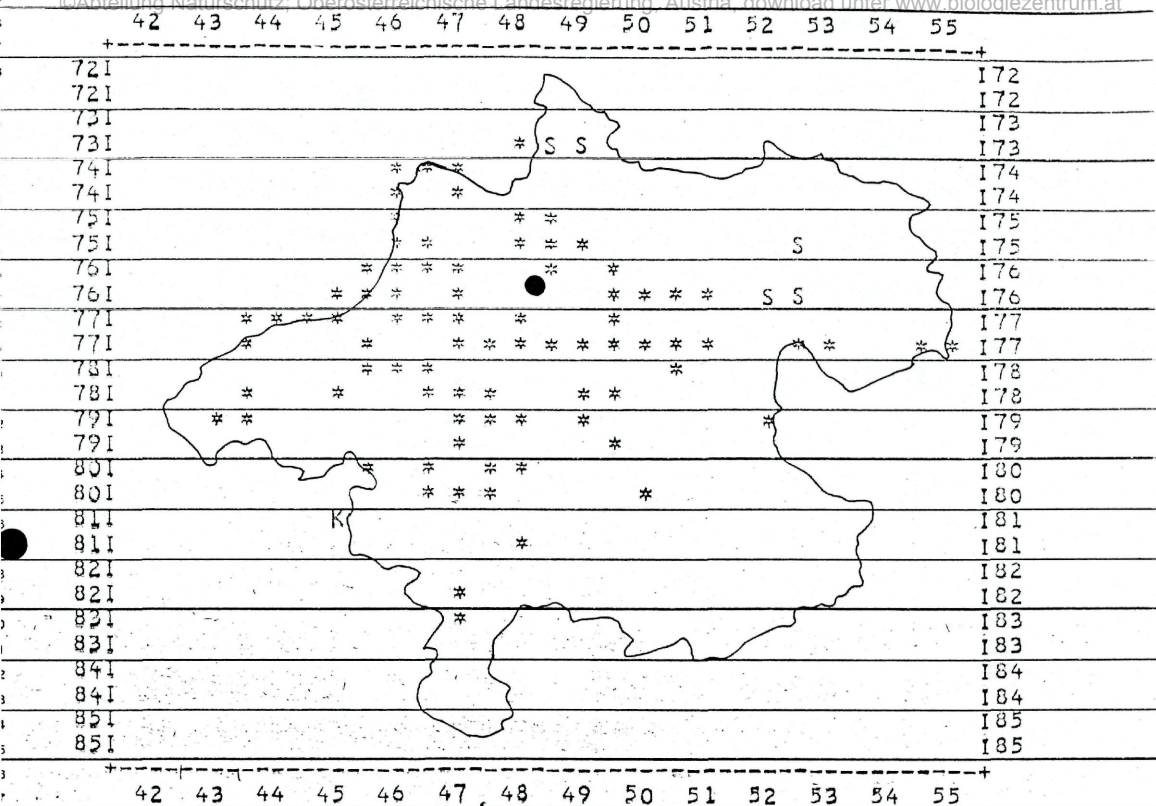 ©Abteilung Naturschutz; Oberösterreichische Landesregierung, Austria, download unter www.biologiezentrum.at
42 43 44 45 46 47 48 49 50 51 52 53 54 55
+------------------------------------------------------------+
72I I72
72I I72
73I I73
73I * S S I73
74I * * * I74
74I * * I74
75I * * I75
75I * * * * * S I75
76I * * * * * * I76
76I * * * * * * * * S S I76
77I * * * * * * * * * I77
77I * * * * * * * * * * * * * * * I77
78I * * * * I78
78I * * * * * * * I78
79I * * * * * * * I79
79I * * I79
80I * * * * I80
80I * * * * I80
81I K I81
81I * I81
82I I82
82I * I82
83I * I83
83I I83
84I I84
84I I84
85I I85
85I I85
+------------------------------------------------------------+
42 43 44 45 46 47 48 49 50 51 52 53 54 55